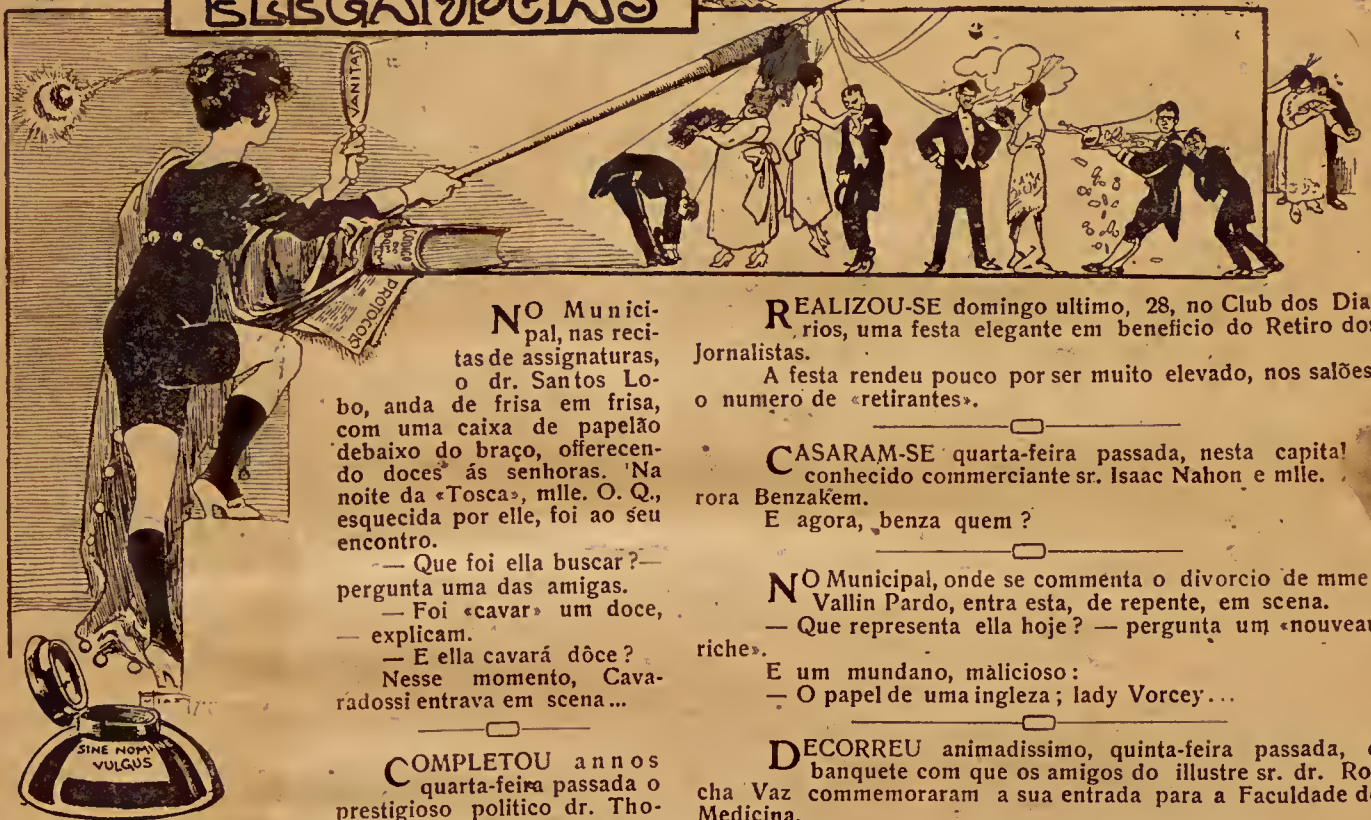 ELEGANCIAS
VANITAS
PROTOCOL
SINE NOMI
VULGUS
NO Munici-
pal, nas reci-
tas de assignaturas,
o dr. Santos Lo-
bo, anda de frisa em frisa,
com uma caixa de papelão
debaixo do braço, offerecen-
do doces ás senhoras. Na
noite da «Tosca», mlle. O. Q.,
esquecida por elle, foi ao seu
encontro.
— Que foi ella buscar?—
pergunta uma das amigas.
— Foi «cavar» um doce,
— explicam.
— E ella cavará dôce?
Nesse momento, Cava-
radossi entrava em scena...
COMPLETOU annos
quarta-feira passada o
prestigioso politico dr. Tho-
REALIZOU-SE domingo ultimo, 28, no Club dos Dia
rios, uma festa elegante em beneficio do Retiro dos
Jornalistas.
A festa rendeu pouco por ser muito elevado, nos salões
o numero de «retirantes».
CASARAM-SE quarta-feira passada, nesta capital
conhecido commerciante sr. Isaac Nahon e mlle.
rora Benzakem.
E agora, benza quem?
NO Municipal, onde se commenta o divorcio de mme
Vallin Pardo, entra esta, de repente, em scena.
— Que representa ella hoje? — pergunta um «nouveau
riche».
E um mundano, màlicioso:
— O papel de uma ingleza; lady Vorcey...
DECORREU animadissimo, quinta-feira passada, o
banquete com que os amigos do illustre sr. dr. Ro
cha Vaz commemoraram a sua entrada para a Faculdade de
Medicina.